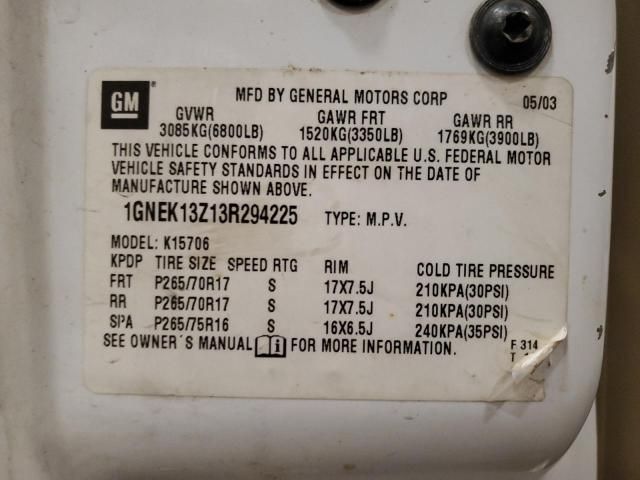 GM ®
MFD BY GENERAL MOTORS CORP 05/03
GVWR GAWR FRT GAWR RR
3085KG(6800LB) 1520KG(3350LB) 1769KG(3900LB)
THIS VEHICLE CONFORMS TO ALL APPLICABLE U.S. FEDERAL MOTOR
VEHICLE SAFETY STANDARDS IN EFFECT ON THE DATE OF
MANUFACTURE SHOWN ABOVE.
1GNEK13Z13R294225 TYPE: M.P.V.
MODEL: K15706
KPDP TIRE SIZE SPEED RTG RIM COLD TIRE PRESSURE
FRT P265/70R17 S 17X7.5J 210KPA(30PSI)
RR P265/70R17 S 17X7.5J 210KPA(30PSI)
SPA P265/75R16 S 16X6.5J 240KPA(35PSI)
SEE OWNER'S MANUAL FOR MORE INFORMATION.
F 314
T